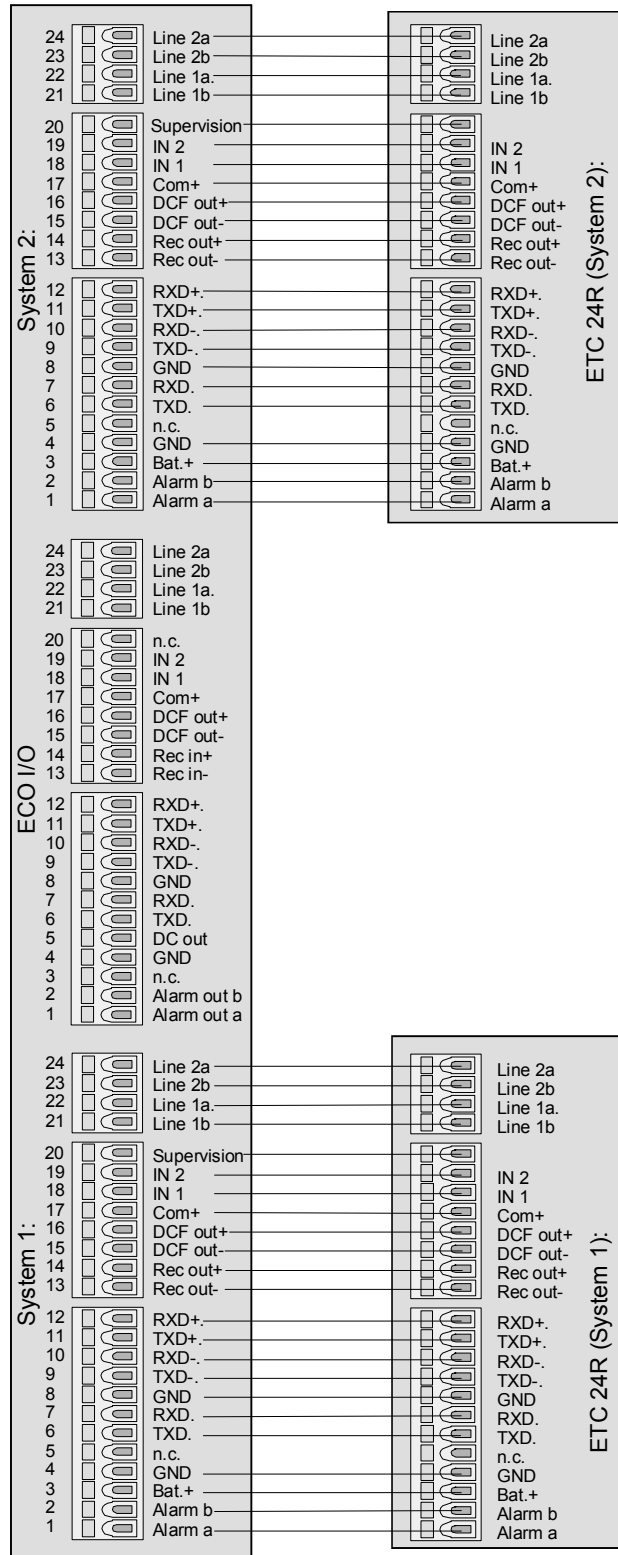 System 2:
24 Line 2a
23 Line 2b
22 Line 1a.
21 Line 1b
20 Supervision
19 IN 2
18 IN 1
17 Com+
16 DCF out+
15 DCF out-
14 Rec out+
13 Rec out-
12 RXD+.
11 TXD+.
10 RXD-.
9 TXD-.
8 GND
7 RXD.
6 TXD.
5 n.c.
4 GND
3 Bat.+
2 Alarm b
1 Alarm a
ETC 24R (System 2):
Line 2a
Line 2b
Line 1a.
Line 1b
IN 2
IN 1
Com+
DCF out+
DCF out-
Rec out+
Rec out-
RXD+.
TXD+.
RXD-.
TXD-.
GND
RXD.
TXD.
n.c.
GND
Bat.+
Alarm b
Alarm a
ECO I/O
24 Line 2a
23 Line 2b
22 Line 1a.
21 Line 1b
20 n.c.
19 IN 2
18 IN 1
17 Com+
16 DCF out+
15 DCF out-
14 Rec in+
13 Rec in-
12 RXD+.
11 TXD+.
10 RXD-.
9 TXD-.
8 GND
7 RXD.
6 TXD.
5 DC out
4 GND
3 n.c.
2 Alarm out b
1 Alarm out a
System 1:
24 Line 2a
23 Line 2b
22 Line 1a.
21 Line 1b
20 Supervision
19 IN 2
18 IN 1
17 Com+
16 DCF out+
15 DCF out-
14 Rec out+
13 Rec out-
12 RXD+.
11 TXD+.
10 RXD-.
9 TXD-.
8 GND
7 RXD.
6 TXD.
5 n.c.
4 GND
3 Bat.+
2 Alarm b
1 Alarm a
ETC 24R (System 1):
Line 2a
Line 2b
Line 1a.
Line 1b
IN 2
IN 1
Com+
DCF out+
DCF out-
Rec out+
Rec out-
RXD+.
TXD+.
RXD-.
TXD-.
GND
RXD.
TXD.
n.c.
GND
Bat.+
Alarm b
Alarm a